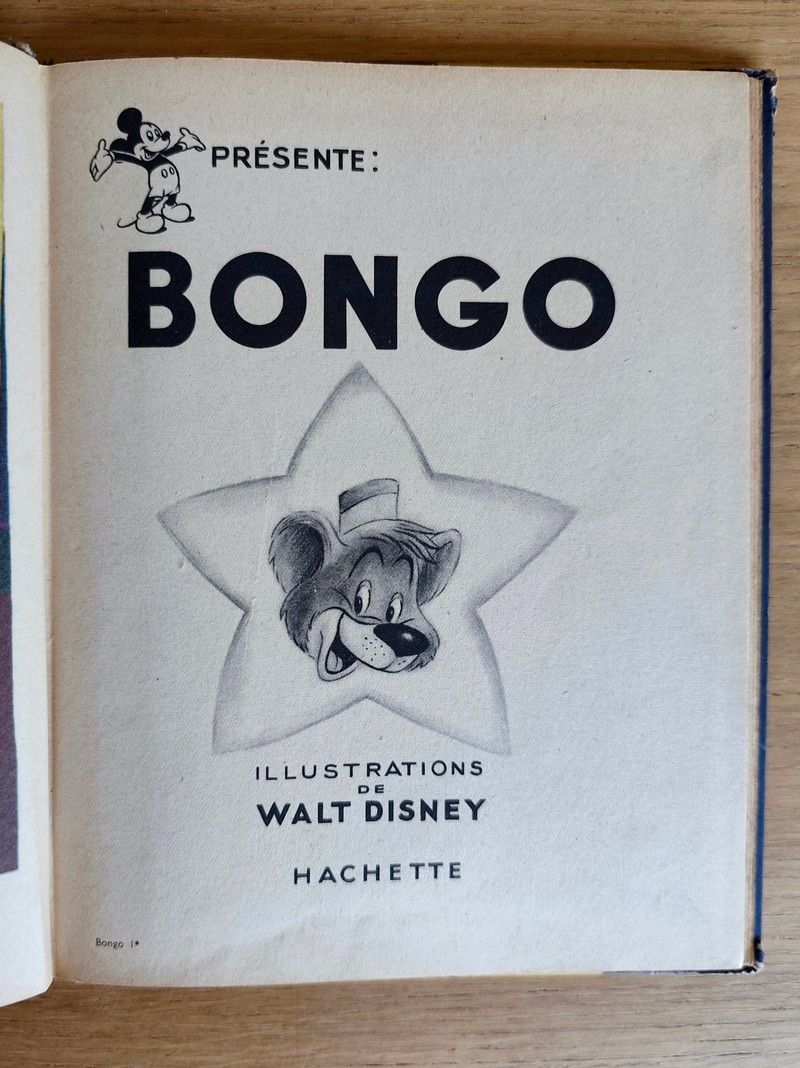 PRÉSENTE:
BONGO
ILLUSTRATIONS
DE
WALT DISNEY
HACHETTE
Bongo 1*